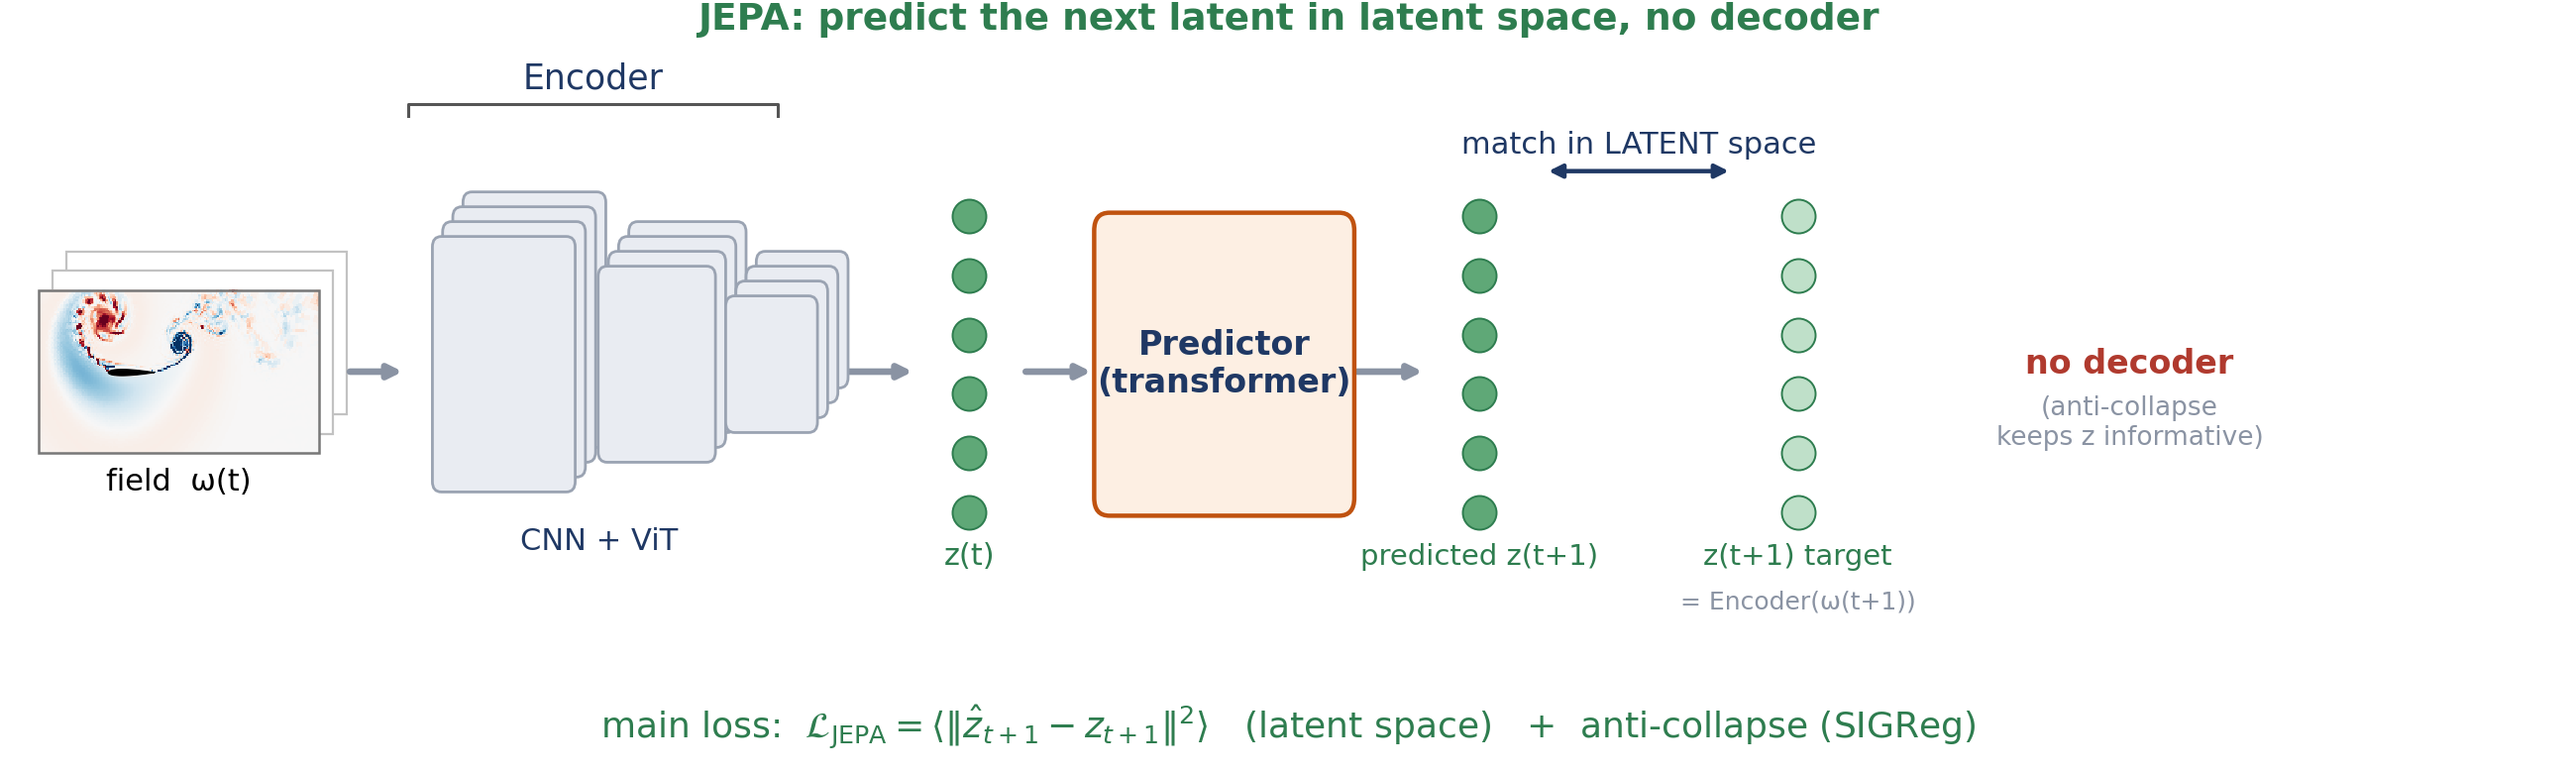 JEPA: predict the next latent in latent space, no decoder
Encoder
match in LATENT space
Predictor
(transformer)
no decoder
(anti-collapse
keeps z informative)
field ω(t)
CNN + ViT
z(t)
predicted z(t+1)
z(t+1) target
= Encoder(ω(t+1))
main loss: ℒ_JEPA = ⟨‖ẑ_{t+1} − z_{t+1}‖²⟩ (latent space) + anti-collapse (SIGReg)